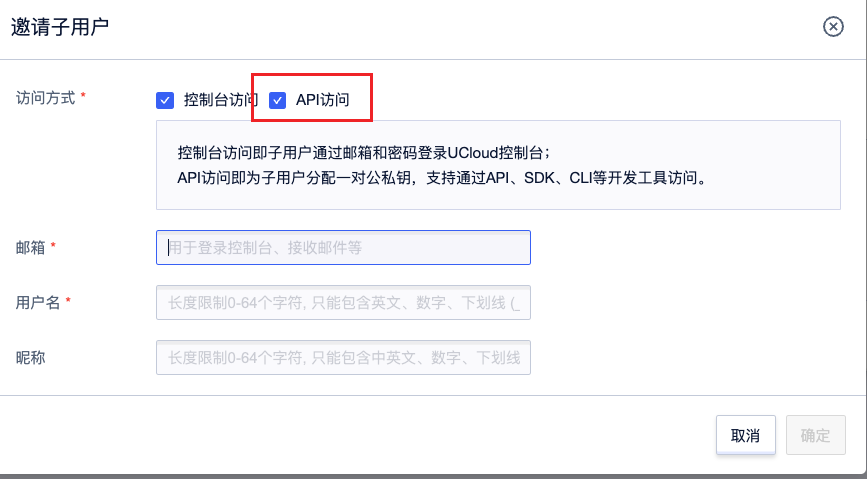 邀请子用户
访问方式 * 控制台访问 API访问
控制台访问即子用户通过邮箱和密码登录UCloud控制台；
API访问即为子用户分配一对公私钥，支持通过API、SDK、CLI等开发工具访问。
邮箱 * 用于登录控制台、接收邮件等
用户名 * 长度限制0-64个字符, 只能包含英文、数字、下划线 (_
昵称 长度限制0-64个字符, 只能包含中英文、数字、下划线
取消 确定